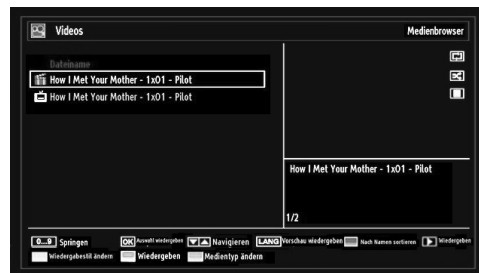 Videos Medienbrowser
Dateiname
How I Met Your Mother - 1x01 - Pilot
How I Met Your Mother - 1x01 - Pilot
How I Met Your Mother - 1x01 - Pilot
1/2
0...9 Springen OK Auswahl wiedergeben Navigieren LANG Vorschau wiedergeben Nach Namen sortieren Wiedergeben
Wiedergabestil ändern Wiedergeben Medientyp ändern